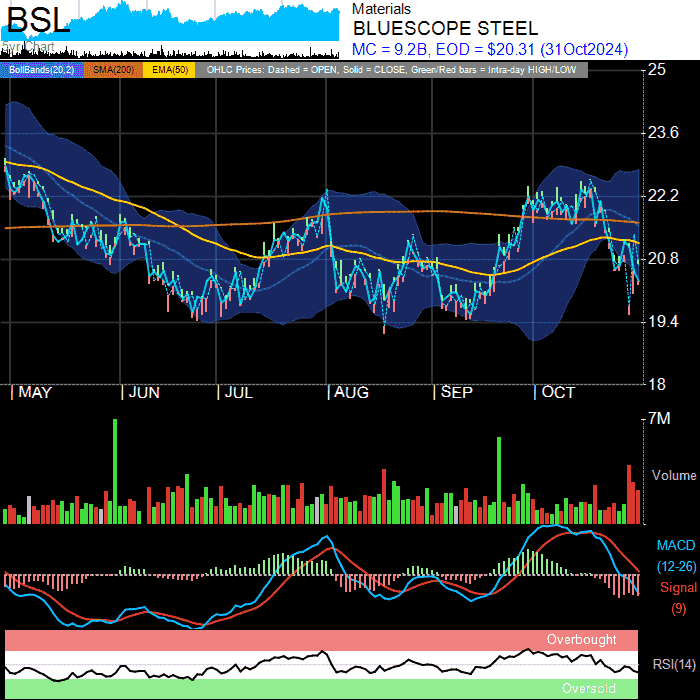 BSL
Materials
BLUESCOPE STEEL
MC = 9.2B, EOD = $20.31 (31Oct2024)
BollBands(20,2) SMA(200) EMA(50) OHLC Prices: Dashed = OPEN, Solid = CLOSE, Green/Red bars = Intra-day HIGH/LOW
25
23.6
22.2
20.8
19.4
18
MAY JUN JUL AUG SEP OCT
7M
Volume
MACD
(12-26)
Signal
(9)
Overbought
RSI(14)
Oversold